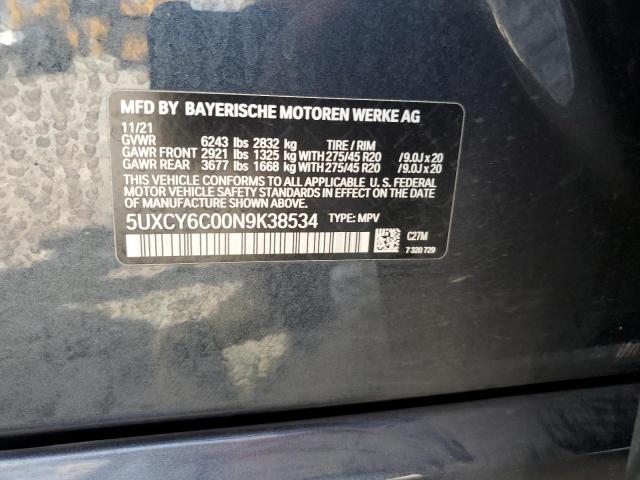 MFD BY BAYERISCHE MOTOREN WERKE AG
11/21
GVWR 6243 lbs 2832 kg TIRE / RIM
GAWR FRONT 2921 lbs 1325 kg WITH 275/45 R20 /9.0J x 20
GAWR REAR 3677 lbs 1668 kg WITH 275/45 R20 /9.0J x 20
THIS VEHICLE CONFORMS TO ALL APPLICABLE U. S. FEDERAL
MOTOR VEHICLE SAFETY STANDARDS IN EFFECT ON THE DATE
OF MANUFACTURE SHOWN ABOVE.
5UXCY6C00N9K38534 TYPE: MPV
C27M
7 320 729